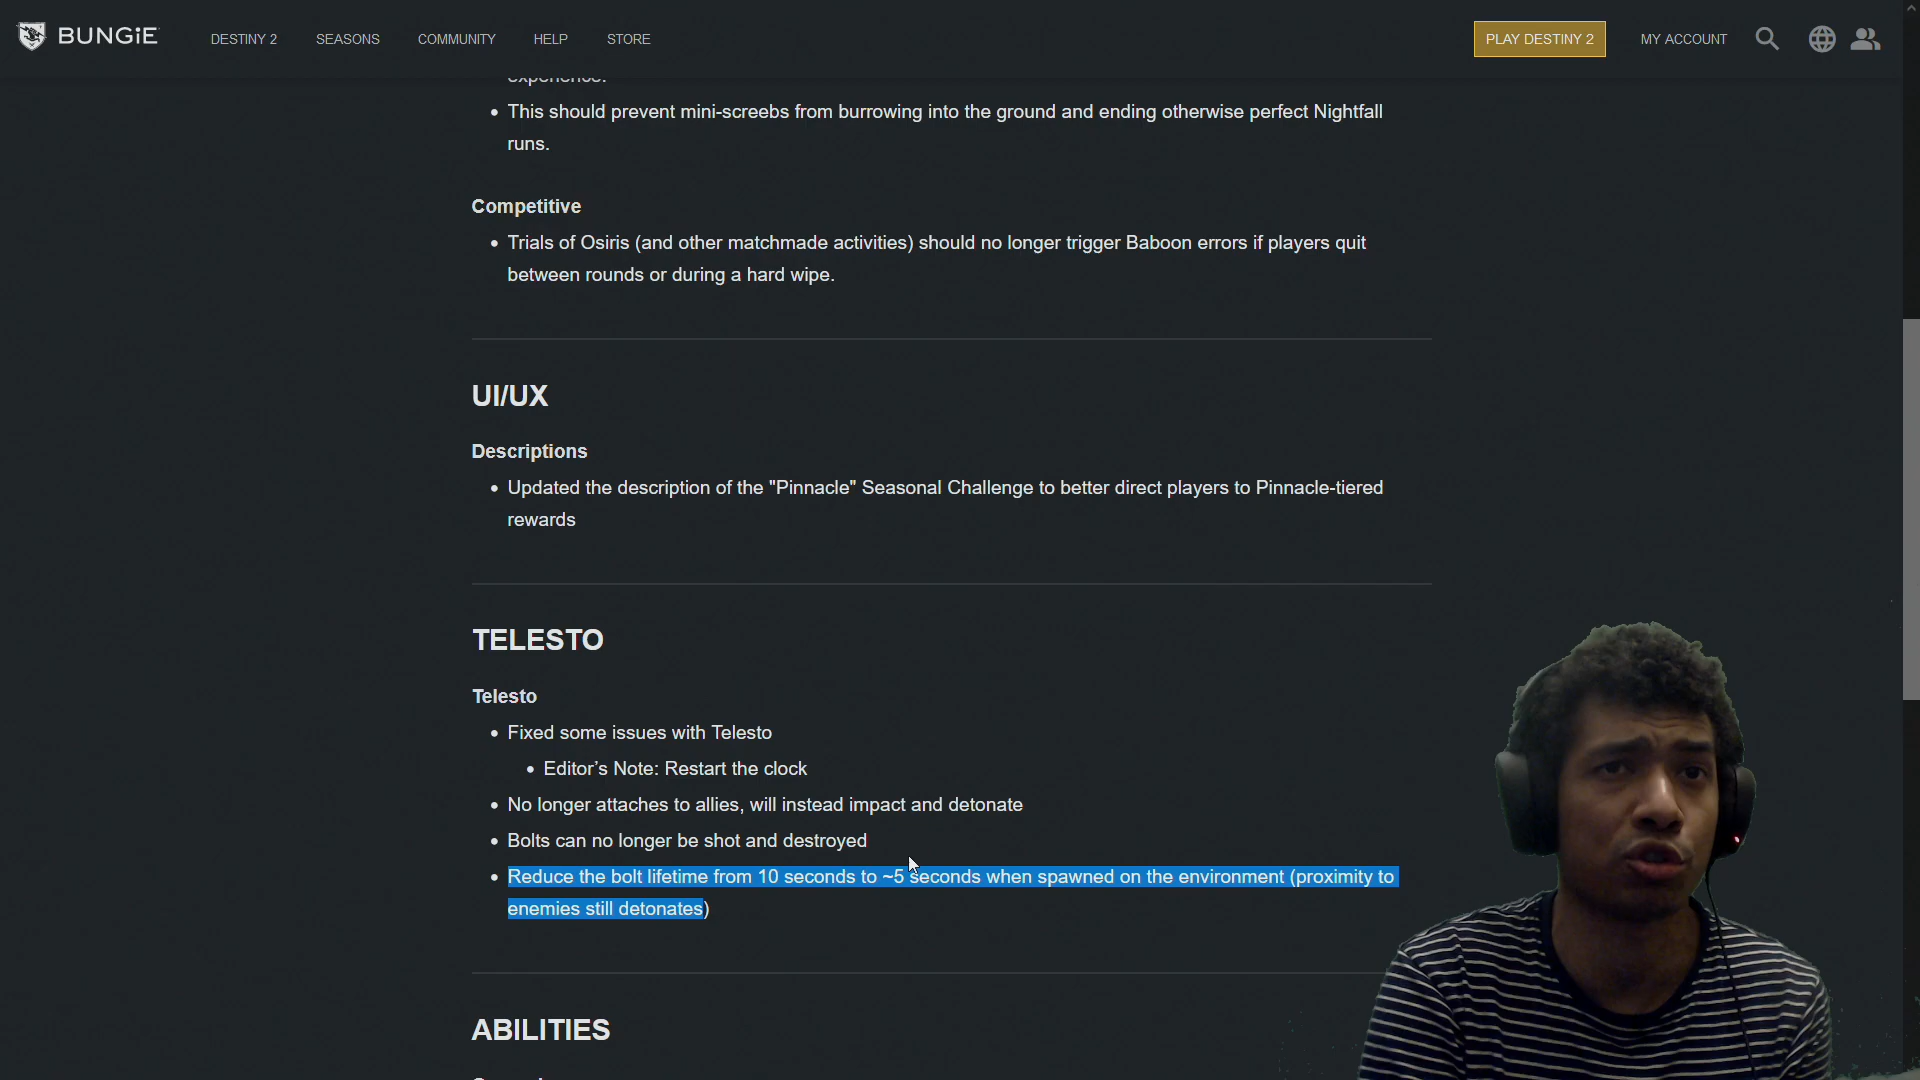 BUNGiE
DESTINY 2
SEASONS
COMMUNITY
HELP
STORE
PLAY DESTINY 2
MY ACCOUNT
experience.
• This should prevent mini-screebs from burrowing into the ground and ending otherwise perfect Nightfall
runs.
Competitive
• Trials of Osiris (and other matchmade activities) should no longer trigger Baboon errors if players quit
between rounds or during a hard wipe.
UI/UX
Descriptions
• Updated the description of the "Pinnacle" Seasonal Challenge to better direct players to Pinnacle-tiered
rewards
TELESTO
Telesto
• Fixed some issues with Telesto
• Editor’s Note: Restart the clock
• No longer attaches to allies, will instead impact and detonate
• Bolts can no longer be shot and destroyed
• Reduce the bolt lifetime from 10 seconds to ~5 seconds when spawned on the environment (proximity to
enemies still detonates)
ABILITIES